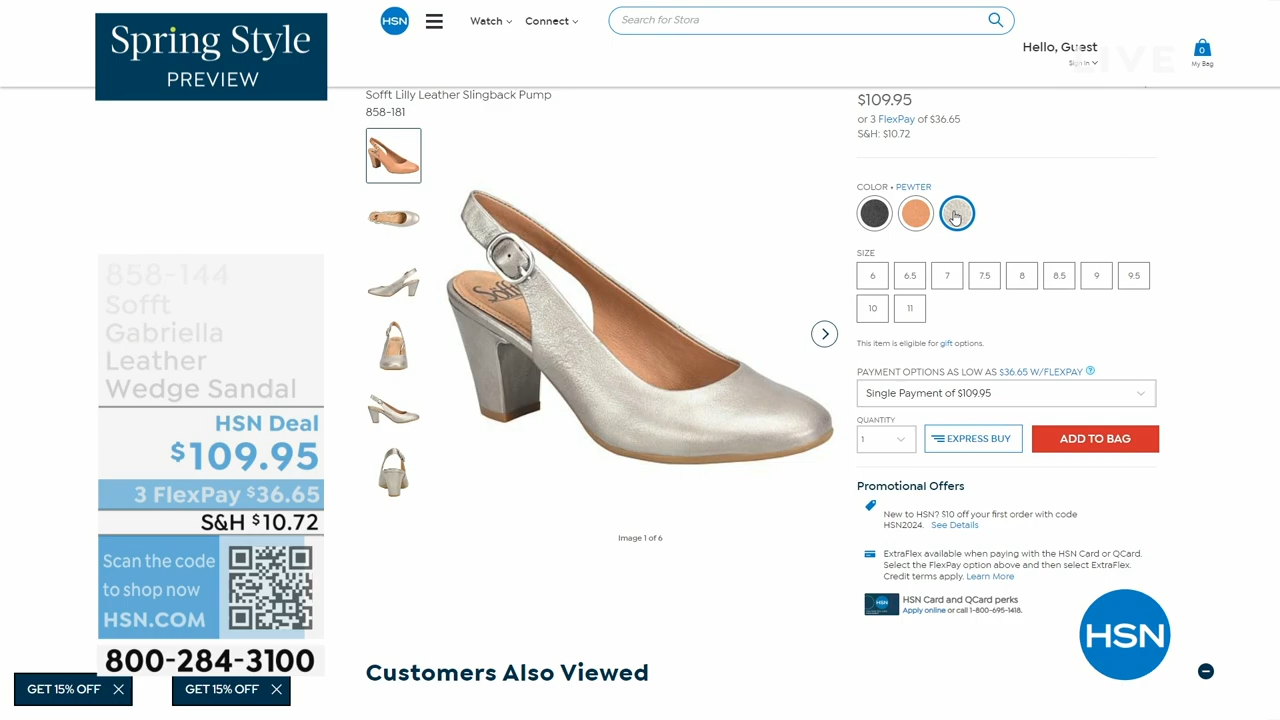 Spring Style
PREVIEW
HSN
Watch
Connect
Search for Stora
Hello, Guest
Sign In
LIVE
0
My Bag
Sofft Lilly Leather Slingback Pump
858-181
$109.95
or 3 FlexPay of $36.65
S&H: $10.72
COLOR • PEWTER
SIZE
6
6.5
7
7.5
8
8.5
9
9.5
10
11
This item is eligible for gift options.
PAYMENT OPTIONS AS LOW AS $36.65 W/FLEXPAY ?
Single Payment of $109.95
QUANTITY
1
EXPRESS BUY
ADD TO BAG
Promotional Offers
New to HSN? $10 off your first order with code
HSN2024. See Details
ExtraFlex available when paying with the HSN Card or QCard.
Select the FlexPay option above and then select ExtraFlex.
Credit terms apply. Learn More
HSN
HSN Card and QCard perks
Apply online or call 1-800-695-1418.
Sofft
Image 1 of 6
Customers Also Viewed
HSN
858-144
Sofft
Gabriella
Leather
Wedge Sandal
HSN Deal
$109.95
3 FlexPay $36.65
S&H $10.72
Scan the code
to shop now
HSN.COM
800-284-3100
GET 15% OFF
GET 15% OFF